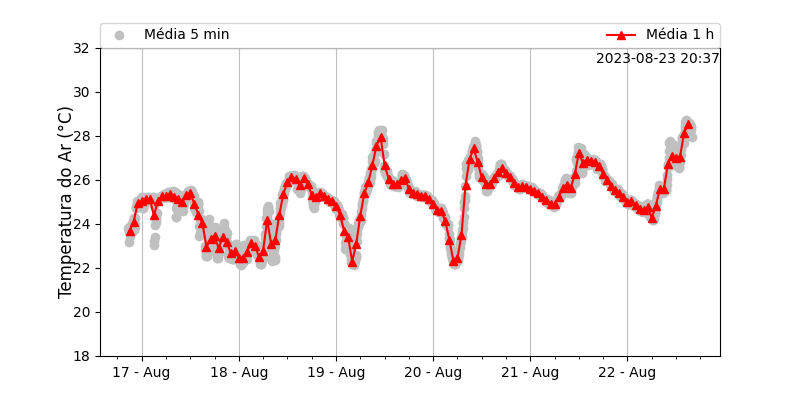 Média 5 min
Média 1 h
2023-08-23 20:37
Temperatura do Ar (°C)
32
30
28
26
24
22
20
18
17 - Aug
18 - Aug
19 - Aug
20 - Aug
21 - Aug
22 - Aug